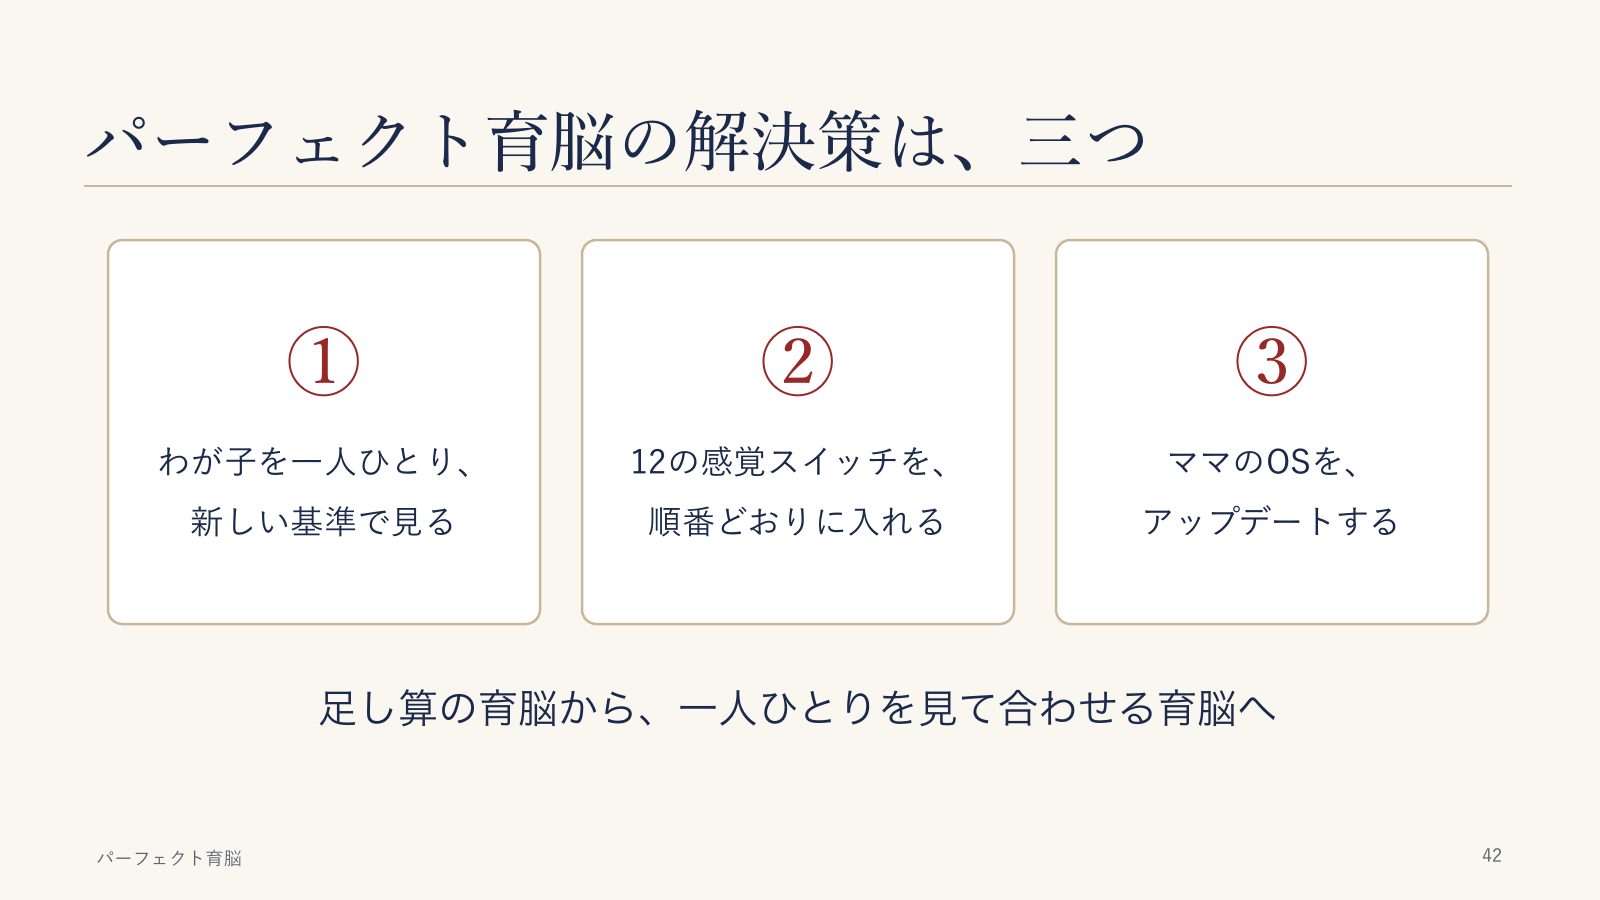 パーフェクト育脳の解決策は、三つ
①
わが子を一人ひとり、
新しい基準で見る
②
12の感覚スイッチを、
順番どおりに入れる
③
ママのOSを、
アップデートする
足し算の育脳から、一人ひとりを見て合わせる育脳へ
パーフェクト育脳
42